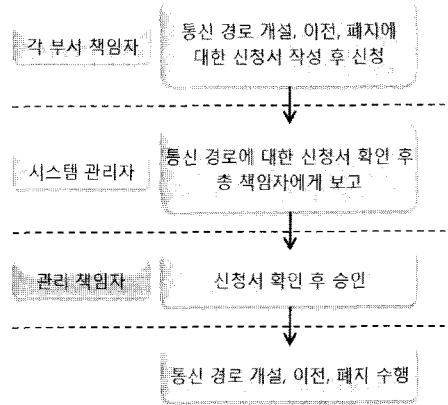 각 부서 책임자
통신 경로 개설, 이전, 폐지에
대한 신청서 작성 후 신청
시스템 관리자
통신 경로에 대한 신청서 확인 후
총 책임자에게 보고
관리 책임자
신청서 확인 후 승인
통신 경로 개설, 이전, 폐지 수행